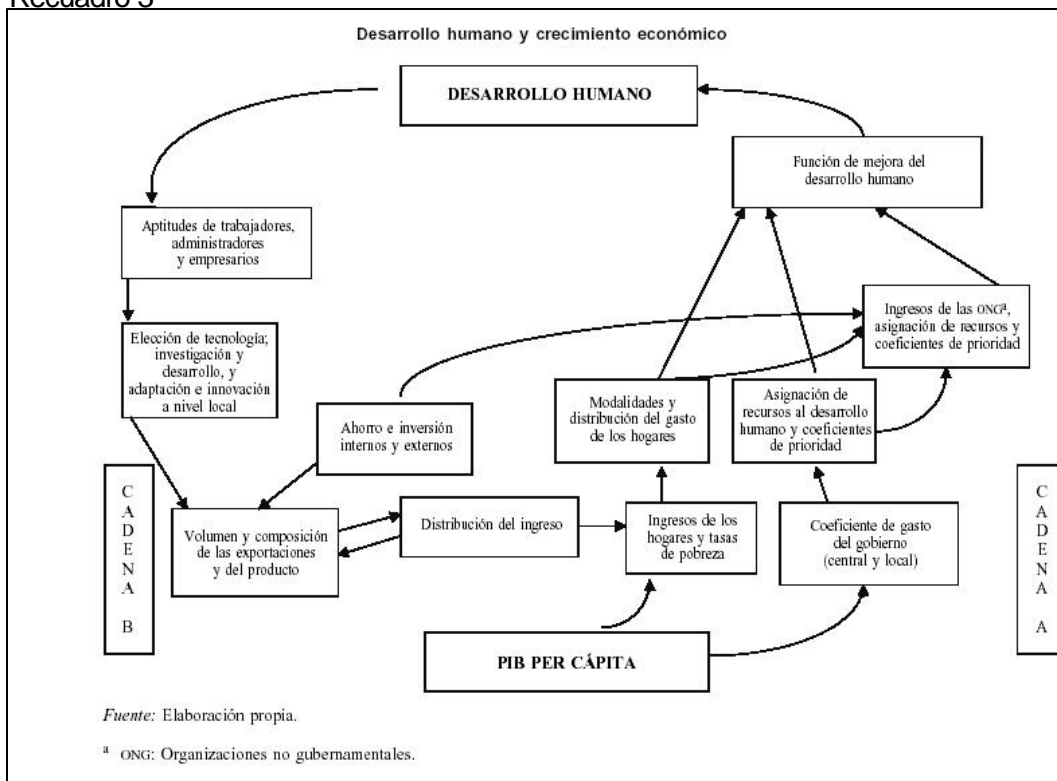 Recuadro 3
Desarrollo humano y crecimiento económico
DESARROLLO HUMANO
Función de mejora del
desarrollo humano
Aptitudes de trabajadores,
administradores
y empresarios
Ingresos de las ONGª,
asignación de recursos y
coeficientes de prioridad
Elección de tecnología;
investigación y
desarrollo, y
adaptación e innovación
a nivel local
Ahorro e inversión
internos y externos
Modalidades y
distribución del gasto
de los hogares
Asignación de
recursos al desarrollo
humano y coeficientes
de prioridad
CADENA B
Volumen y composición
de las exportaciones
y del producto
Distribución del ingreso
Ingresos de los
hogares y tasas
de pobreza
Coeficiente de gasto
del gobierno
(central y local)
CADENA A
PIB PER CÁPITA
Fuente: Elaboración propia.
ª ONG: Organizaciones no gubernamentales.